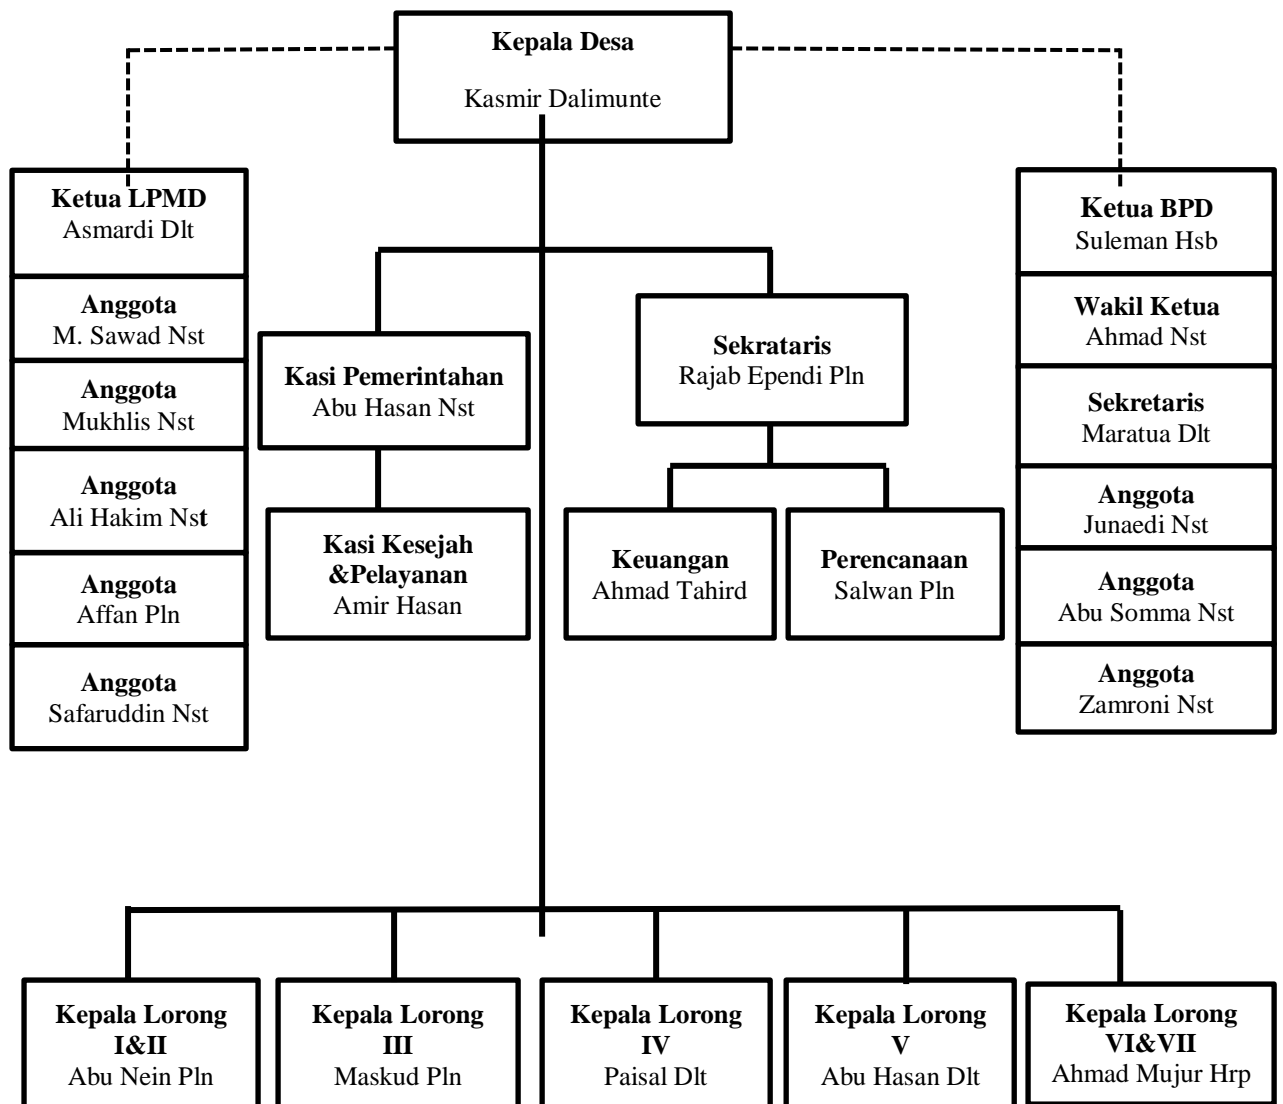 Kepala Desa
Kasmir Dalimunte
Ketua LPMD
Asmardi Dlt
Anggota
M. Sawad Nst
Anggota
Mukhlis Nst
Anggota
Ali Hakim Nst
Anggota
Affan Pln
Anggota
Safaruddin Nst
Kasi Pemerintahan
Abu Hasan Nst
Kasi Kesejah
&Pelayanan
Amir Hasan
Sekrataris
Rajab Ependi Pln
Keuangan
Ahmad Tahird
Perencanaan
Salwan Pln
Ketua BPD
Suleman Hsb
Wakil Ketua
Ahmad Nst
Sekretaris
Maratua Dlt
Anggota
Junaedi Nst
Anggota
Abu Somma Nst
Anggota
Zamroni Nst
Kepala Lorong
I&II
Abu Nein Pln
Kepala Lorong
III
Maskud Pln
Kepala Lorong
IV
Paisal Dlt
Kepala Lorong
V
Abu Hasan Dlt
Kepala Lorong
VI&VII
Ahmad Mujur Hrp